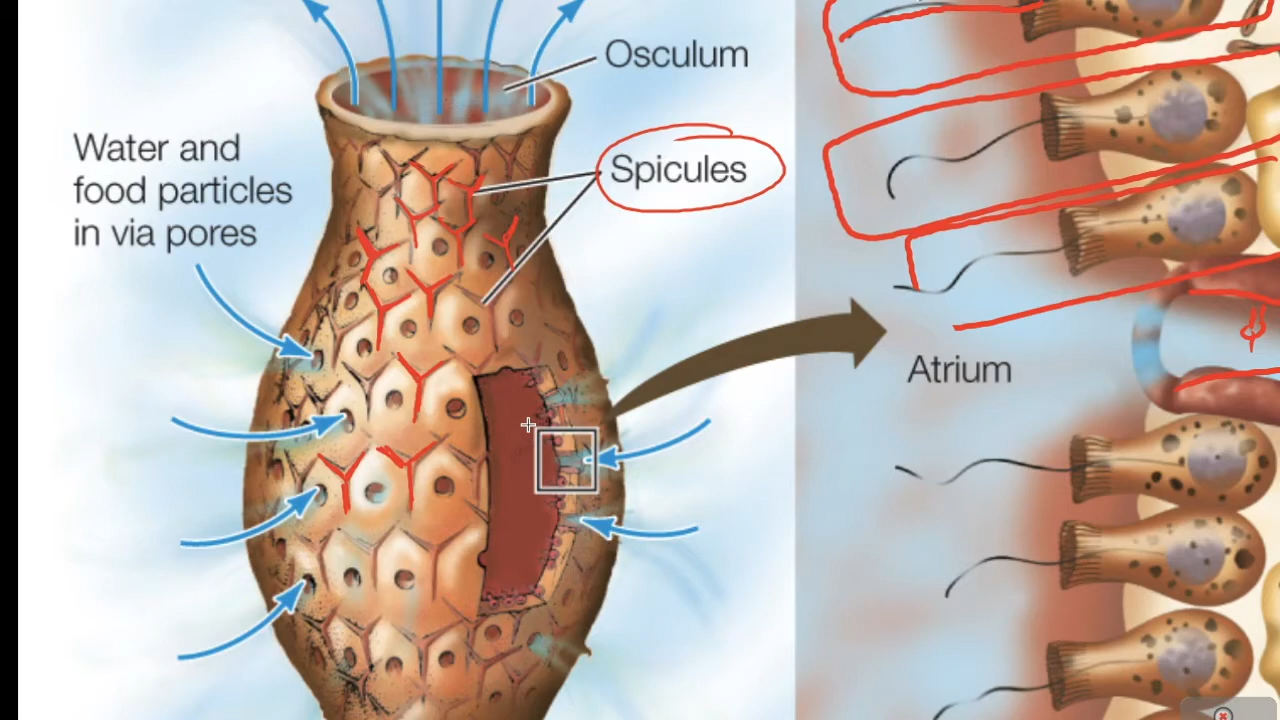 Osculum
Water and
food particles
in via pores
Spicules
Atrium